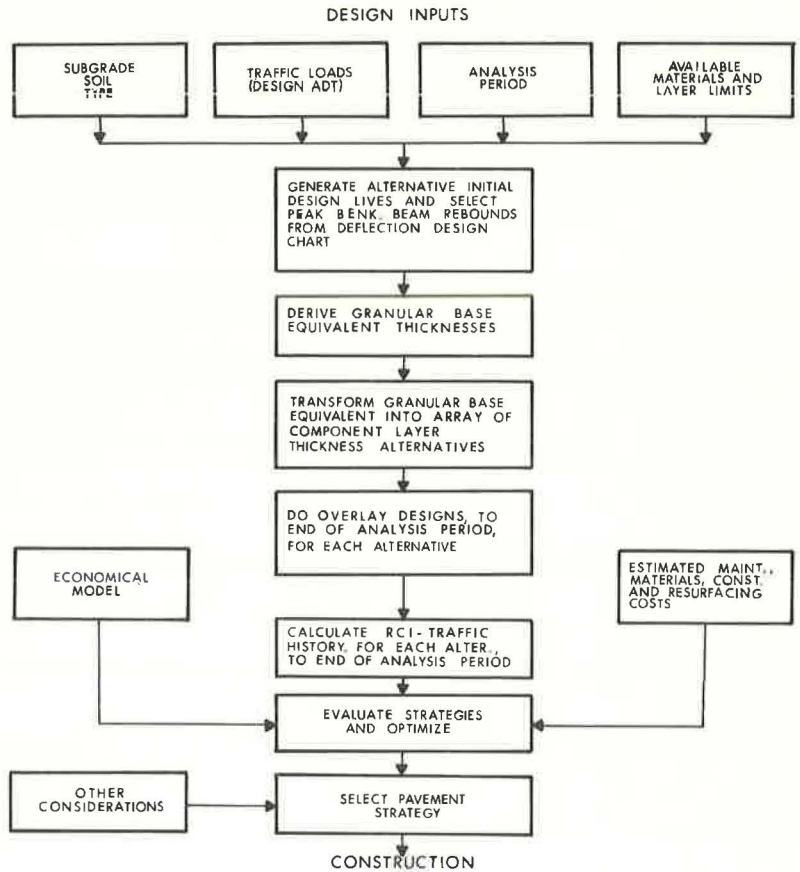 DESIGN INPUTS
SUBGRADE
SOIL
TYPE
TRAFFIC LOADS
(DESIGN ADT)
ANALYSIS
PERIOD
AVAILABLE
MATERIALS AND
LAYER LIMITS
GENERATE ALTERNATIVE INITIAL
DESIGN LIVES AND SELECT
PEAK BENK. BEAM REBOUNDS
FROM DEFLECTION DESIGN
CHART
DERIVE GRANULAR BASE
EQUIVALENT THICKNESSES
TRANSFORM GRANULAR BASE
EQUIVALENT INTO ARRAY OF
COMPONENT LAYER
THICKNESS ALTERNATIVES
DO OVERLAY DESIGNS, TO
END OF ANALYSIS PERIOD,
FOR EACH ALTERNATIVE
ECONOMICAL
MODEL
ESTIMATED MAINT.,
MATERIALS, CONST.
AND RESURFACING
COSTS
CALCULATE RCI-TRAFFIC
HISTORY, FOR EACH ALTER.,
TO END OF ANALYSIS PERIOD
EVALUATE STRATEGIES
AND OPTIMIZE
OTHER
CONSIDERATIONS
SELECT PAVEMENT
STRATEGY
CONSTRUCTION